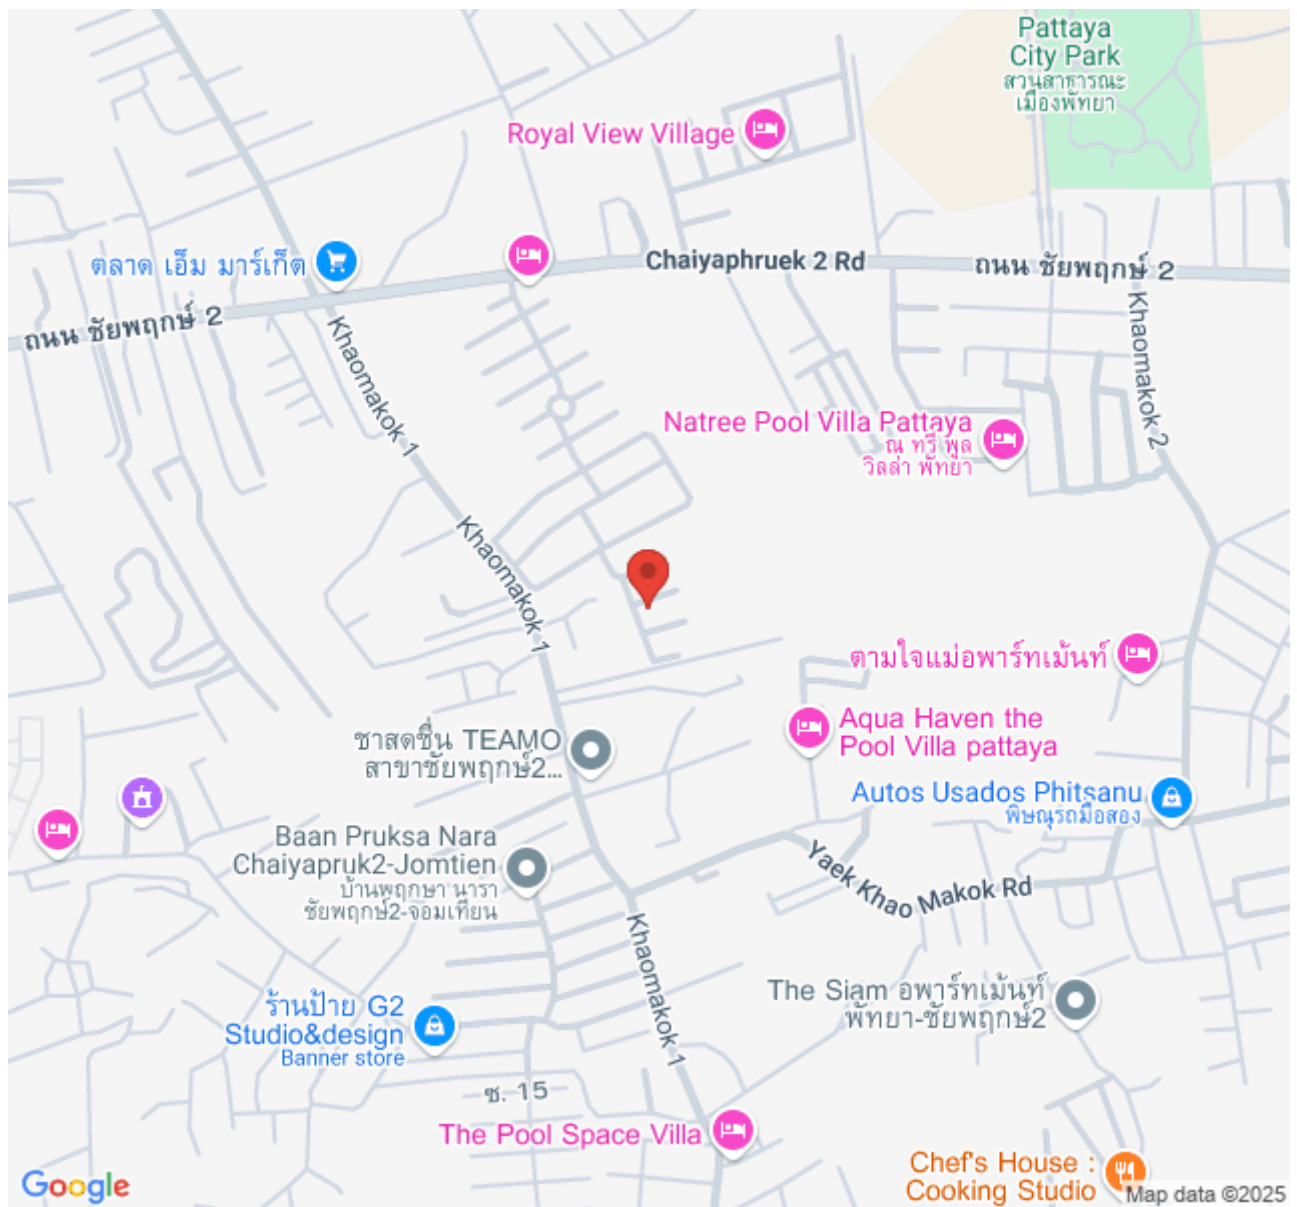 Pattaya
City Park
สวนสาธารณะ
เมืองพัทยา
Royal View Village
ตลาด เอ็ม มาร์เก็ต
Chaiyaphruek 2 Rd
ถนน ชัยพฤกษ์ 2
ถนน ชัยพฤกษ์ 2
Khaomakok 1
Khaomakok 2
Natree Pool Villa Pattaya
ณ ทรี พูล
วิลล่า พัทยา
Khaomakok 1
ตามใจแม่อพาร์ทเม้นท์
Aqua Haven the
Pool Villa pattaya
ชาสดชื่น TEAMO
สาขาชัยพฤกษ์2...
Autos Usados Phitsanu
พิษณุรถมือสอง
Baan Pruksa Nara
Chaiyapruk2-Jomtien
บ้านพฤกษา นารา
ชัยพฤกษ์2-จอมเทียน
Yaek Khao Makok Rd
Khaomakok 1
The Siam อพาร์ทเม้นท์
พัทยา-ชัยพฤกษ์2
ร้านป้าย G2
Studio&design
Banner store
ซ. 15
The Pool Space Villa
Chef's House :
Cooking Studio
Google
Map data ©2025